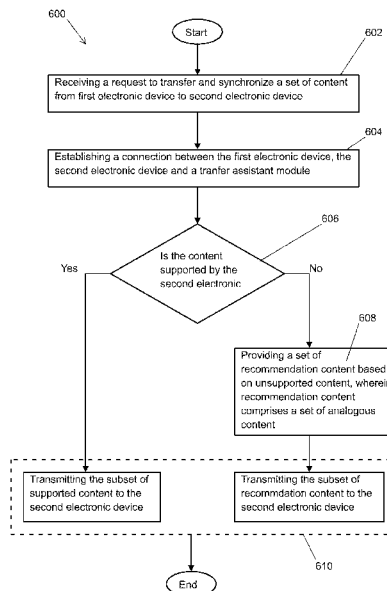 600
Start
602
Receiving a request to transfer and synchronize a set of content
from first electronic device to second electronic device
604
Establishing a connection between the first electronic device, the
second electronic device and a tranfer assistant module
606
Is the content
supported by the
second electronic
Yes
No
608
Providing a set of
recommendation content based
on unsupported content, wherein
recommendation content
comprises a set of analogous
content
Transmitting the subset of
supported content to the
second electronic device
Transmitting the subset of
recommdation content to the
second electronic device
610
End